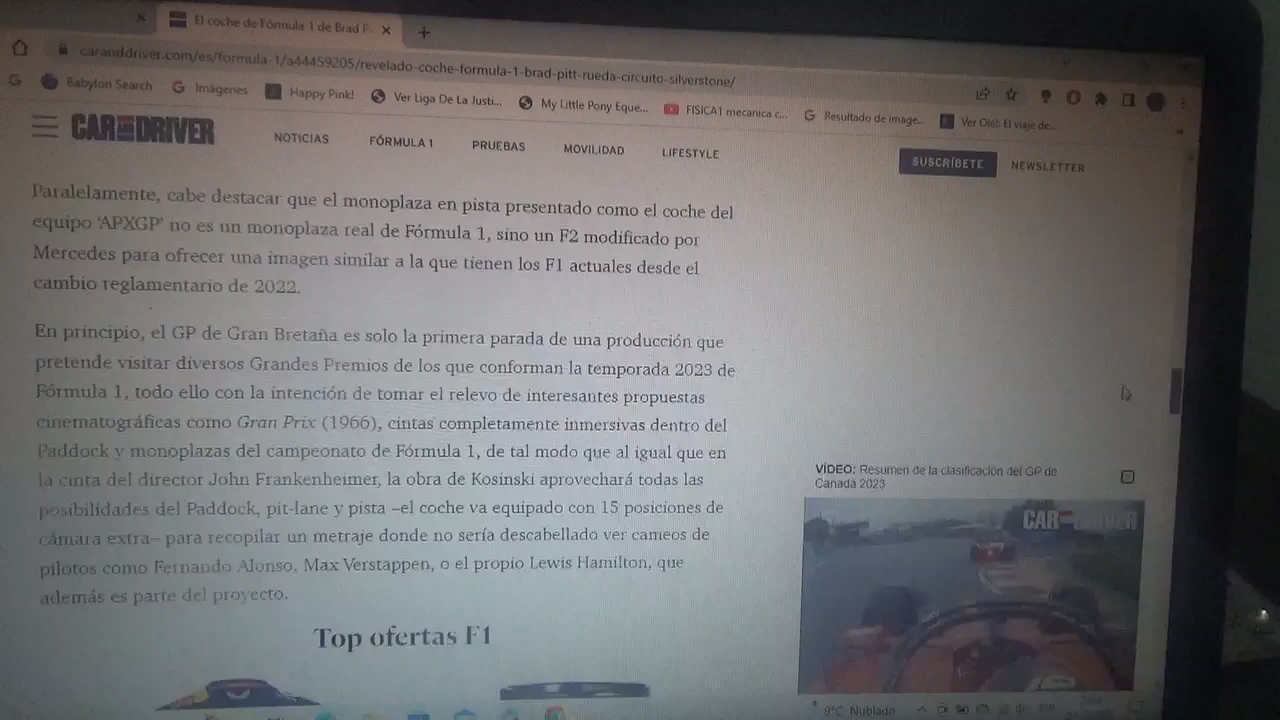 El coche de Fórmula 1 de Brad P
caranddriver.com/es/formula-1/a44459205/revelado-coche-formula-1-brad-pitt-rueda-circuito-silverstone/
Babylon Search
Imágenes
Happy Pink!
Ver Liga De La Justi...
My Little Pony Eque...
FISICA1 mecanica c...
Resultado de image...
Ver Olé!. El viaje de...
CAR AND DRIVER
NOTICIAS
FÓRMULA 1
PRUEBAS
MOVILIDAD
LIFESTYLE
SUSCRÍBETE
NEWSLETTER
Paralelamente, cabe destacar que el monoplaza en pista presentado como el coche del
equipo ‘APXGP’ no es un monoplaza real de Fórmula 1, sino un F2 modificado por
Mercedes para ofrecer una imagen similar a la que tienen los F1 actuales desde el
cambio reglamentario de 2022.
En principio, el GP de Gran Bretaña es solo la primera parada de una producción que
pretende visitar diversos Grandes Premios de los que conforman la temporada 2023 de
Fórmula 1, todo ello con la intención de tomar el relevo de interesantes propuestas
cinematográficas como Gran Prix (1966), cintas completamente inmersivas dentro del
Paddock y monoplazas del campeonato de Fórmula 1, de tal modo que al igual que en
la cinta del director John Frankenheimer, la obra de Kosinski aprovechará todas las
posibilidades del Paddock, pit-lane y pista –el coche va equipado con 15 posiciones de
cámara extra– para recopilar un metraje donde no sería descabellado ver cameos de
pilotos como Fernando Alonso, Max Verstappen, o el propio Lewis Hamilton, que
además es parte del proyecto.
VÍDEO: Resumen de la clasificación del GP de
Canadá 2023
CAR AND DRIVER
Top ofertas F1
9°C Nublado